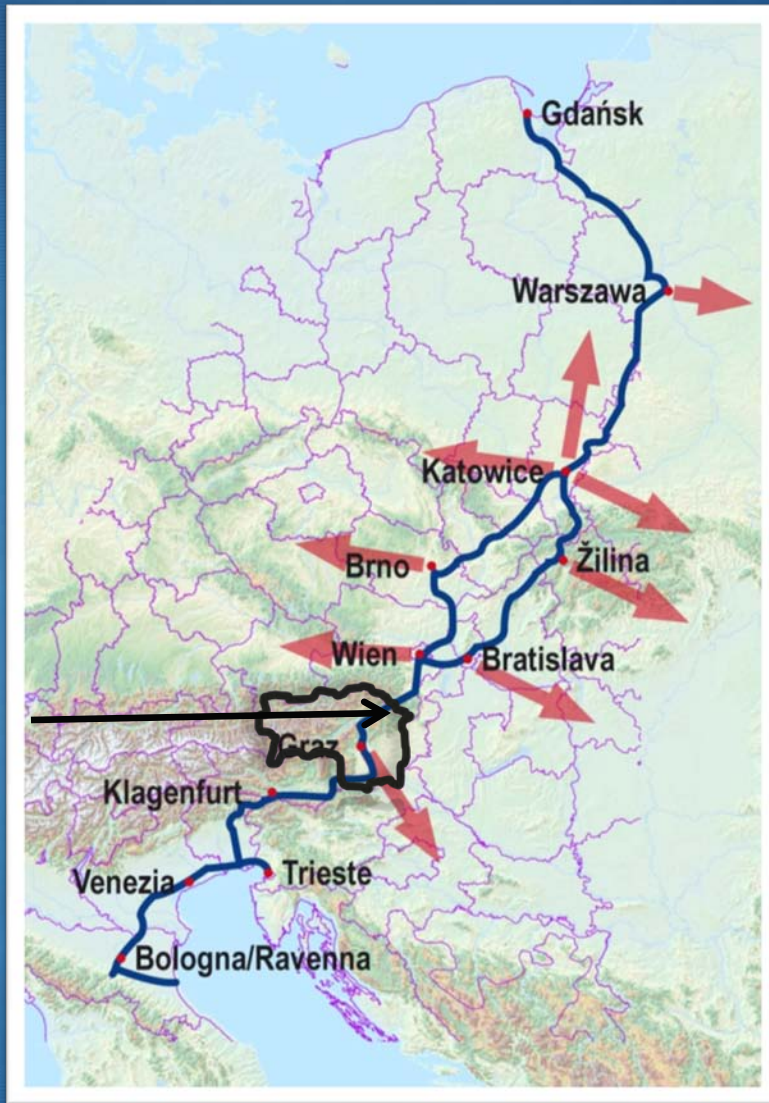 Gdańsk
Warszawa
Katowice
Brno
Žilina
Wien
Bratislava
Graz
Klagenfurt
Venezia
Trieste
Bologna/Ravenna